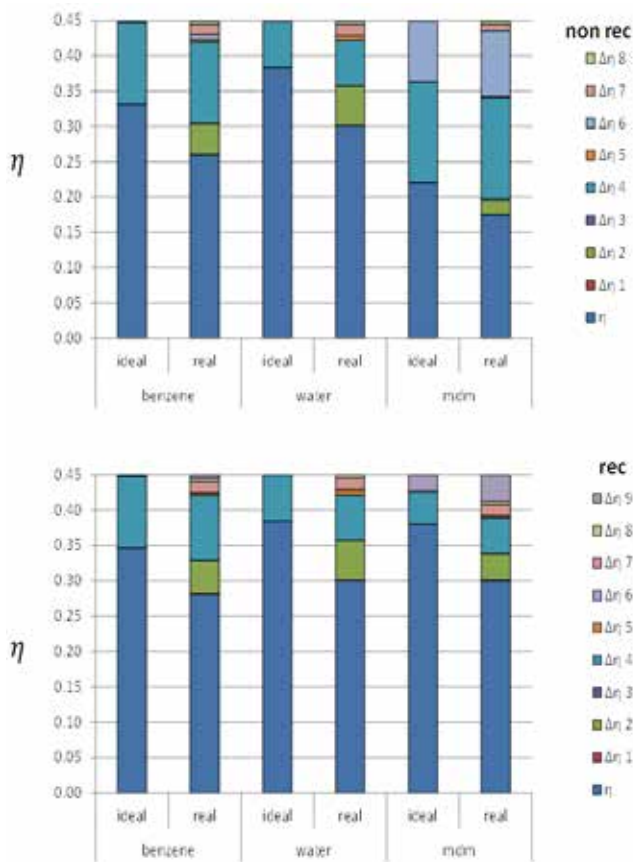 non rec
0.45
0.40
0.35
0.30
0.25
0.20
0.15
0.10
0.05
0.00
η
Δη 8
Δη 7
Δη 6
Δη 5
Δη 4
Δη 3
Δη 2
Δη 1
η
ideal real ideal real ideal real
benzene water mdm
rec
0.45
0.40
0.35
0.30
0.25
0.20
0.15
0.10
0.05
0.00
η
Δη 9
Δη 8
Δη 7
Δη 6
Δη 5
Δη 4
Δη 3
Δη 2
Δη 1
η
ideal real ideal real ideal real
benzene water mdm